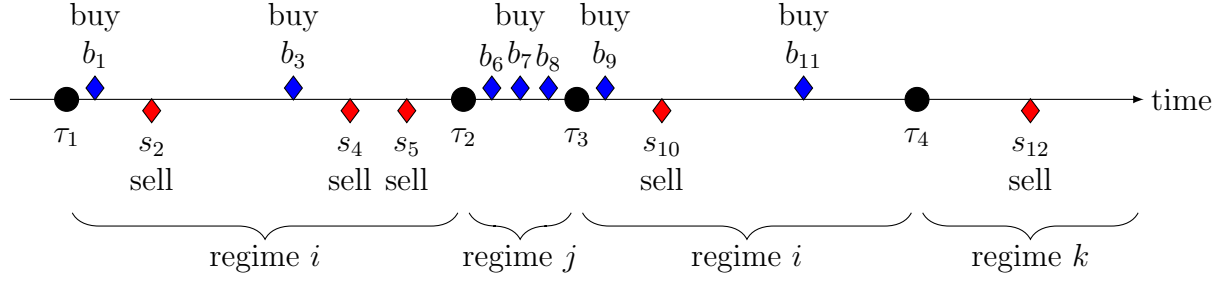 buy buy buy buy buy
b₁ b₃ b₆ b₇ b₈ b₉ b₁₁
time
τ₁ s₂ s₄ s₅ τ₂ τ₃ s₁₀ τ₄ s₁₂
sell sell sell sell sell
regime i regime j regime i regime k